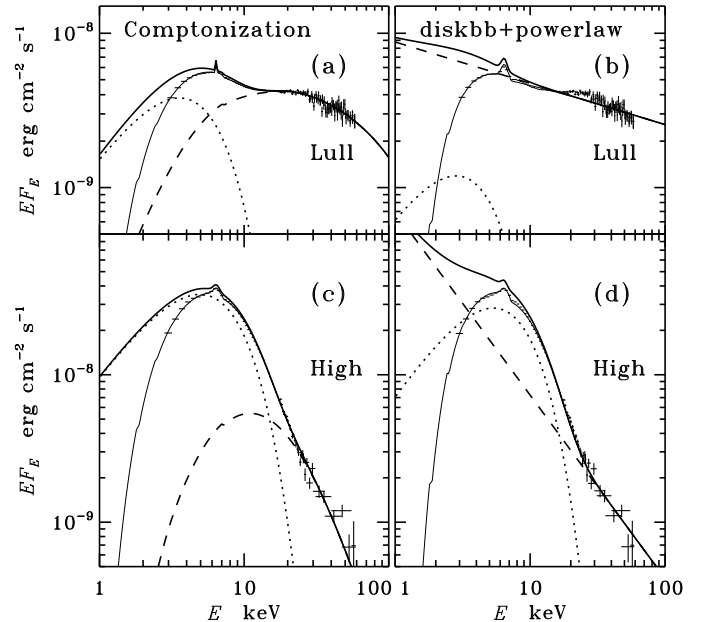 Comptonization
diskbb+powerlaw
(a)
(b)
Lull
Lull
10⁻⁸
10⁻⁹
EF_E erg cm⁻² s⁻¹
(c)
(d)
High
High
10⁻⁸
10⁻⁹
EF_E erg cm⁻² s⁻¹
1 10 100 1 10 100
E keV
E keV